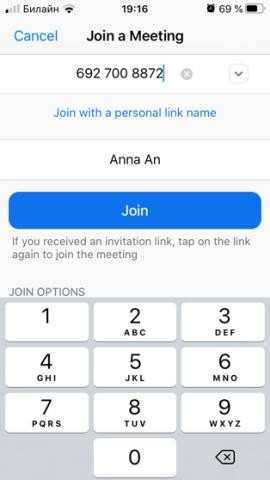 Билайн 19:16 69 %
Cancel Join a Meeting
692 700 8872
Join with a personal link name
Anna An
Join
If you received an invitation link, tap on the link
again to join the meeting
JOIN OPTIONS
1 2 3
ABC DEF
4 5 6
GHI JKL MNO
7 8 9
PQRS TUV WXYZ
0